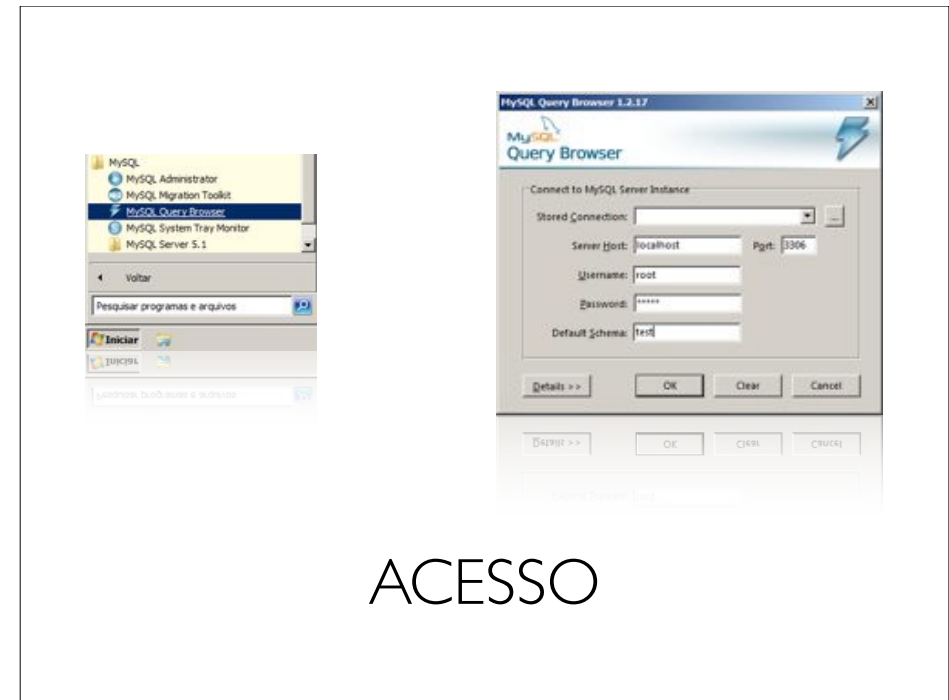 MySQL
MySQL Administrator
MySQL Migration Toolkit
MySQL Query Browser
MySQL System Tray Monitor
MySQL Server 5.1
Voltar
Pesquisar programas e arquivos
Iniciar
MySQL Query Browser 1.2.17
MySQL
Query Browser
Connect to MySQL Server Instance
Stored Connection: ...
Server Host: localhost Port: 3306
Username: root
Password: *****
Default Schema: test
Details >> OK Clear Cancel
ACESSO